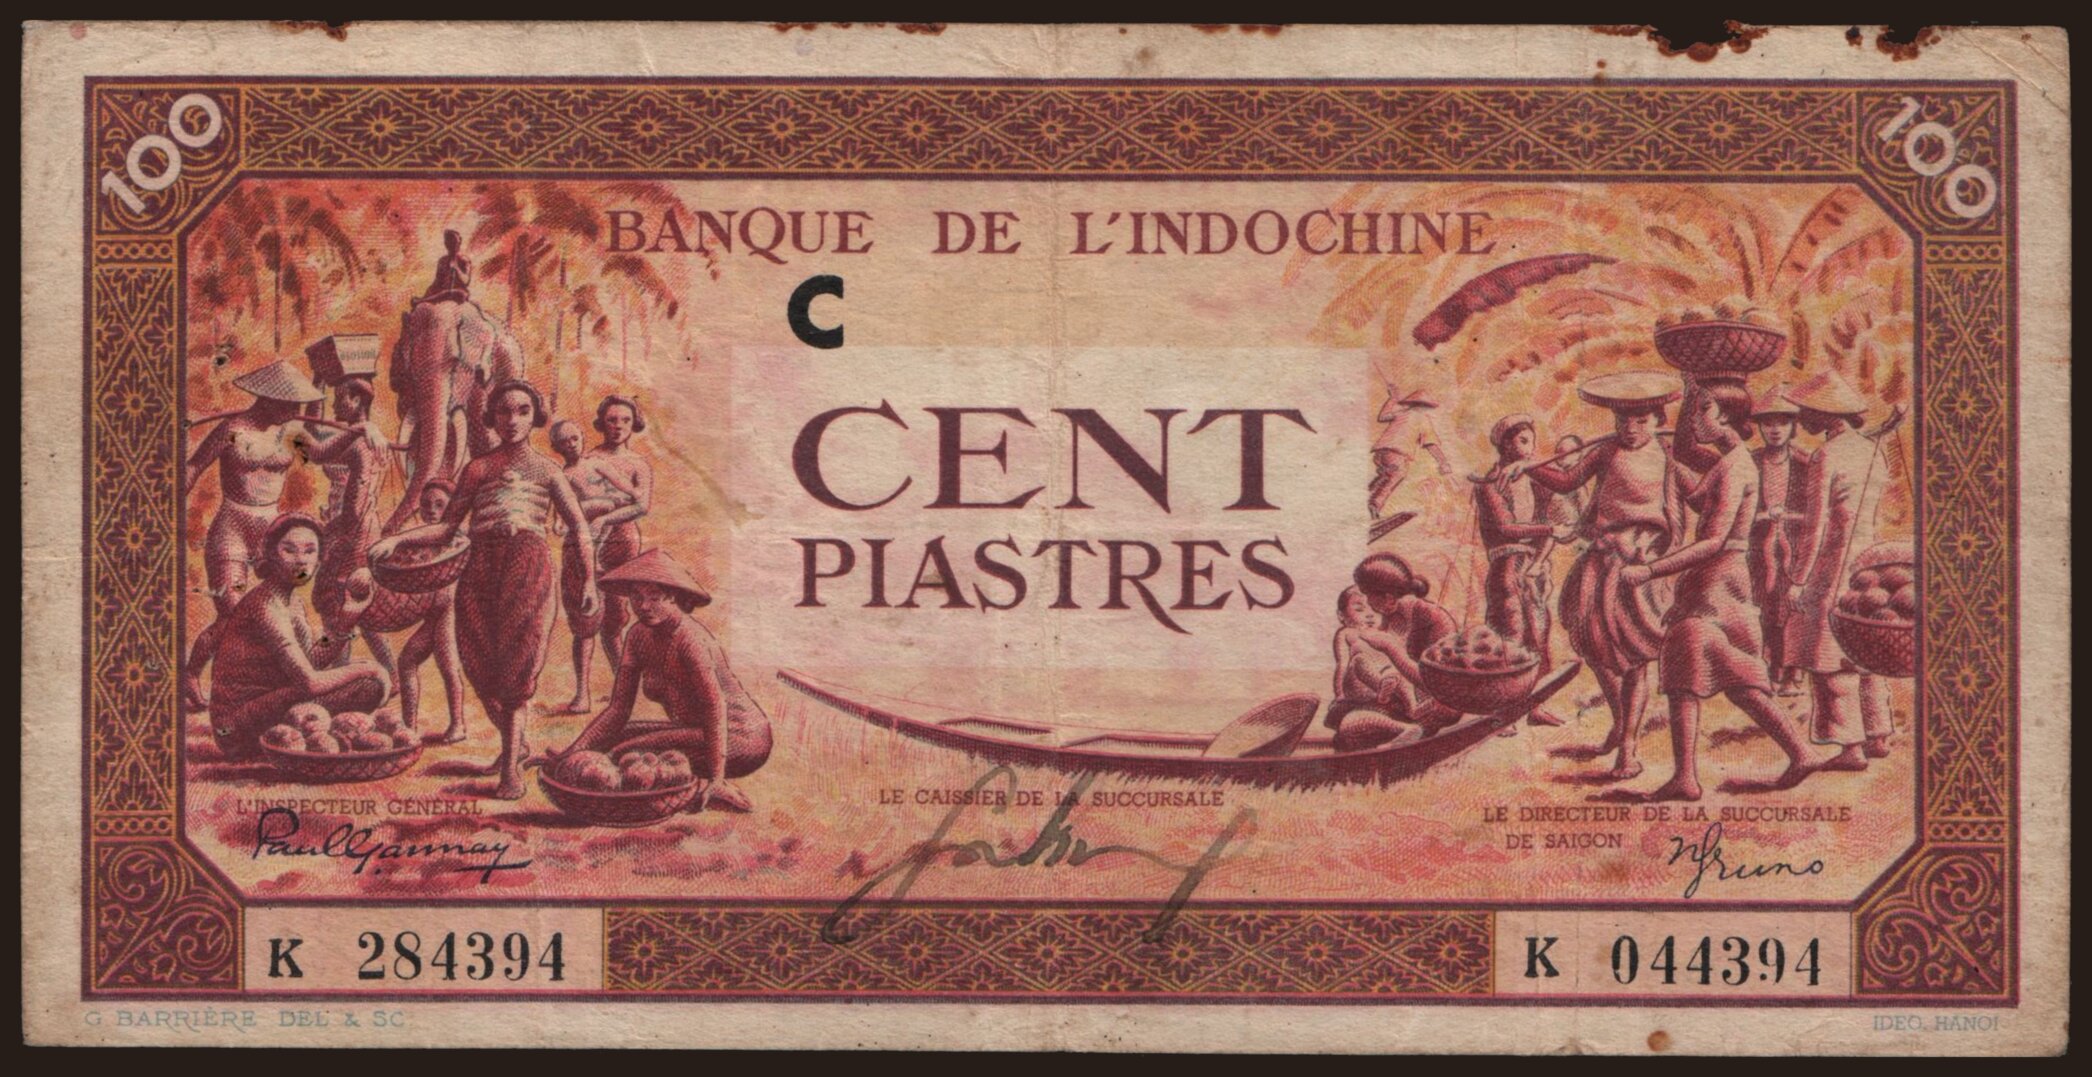 100
100
BANQUE DE L'INDOCHINE
C
CENT
PIASTRES
L'INSPECTEUR GÉNÉRAL
LE CAISSIER DE LA SUCCURSALE
LE DIRECTEUR DE LA SUCCURSALE
DE SAIGON
K 284394
K 044394
G BARRIÈRE DEL & SC
IDEO. HANOI